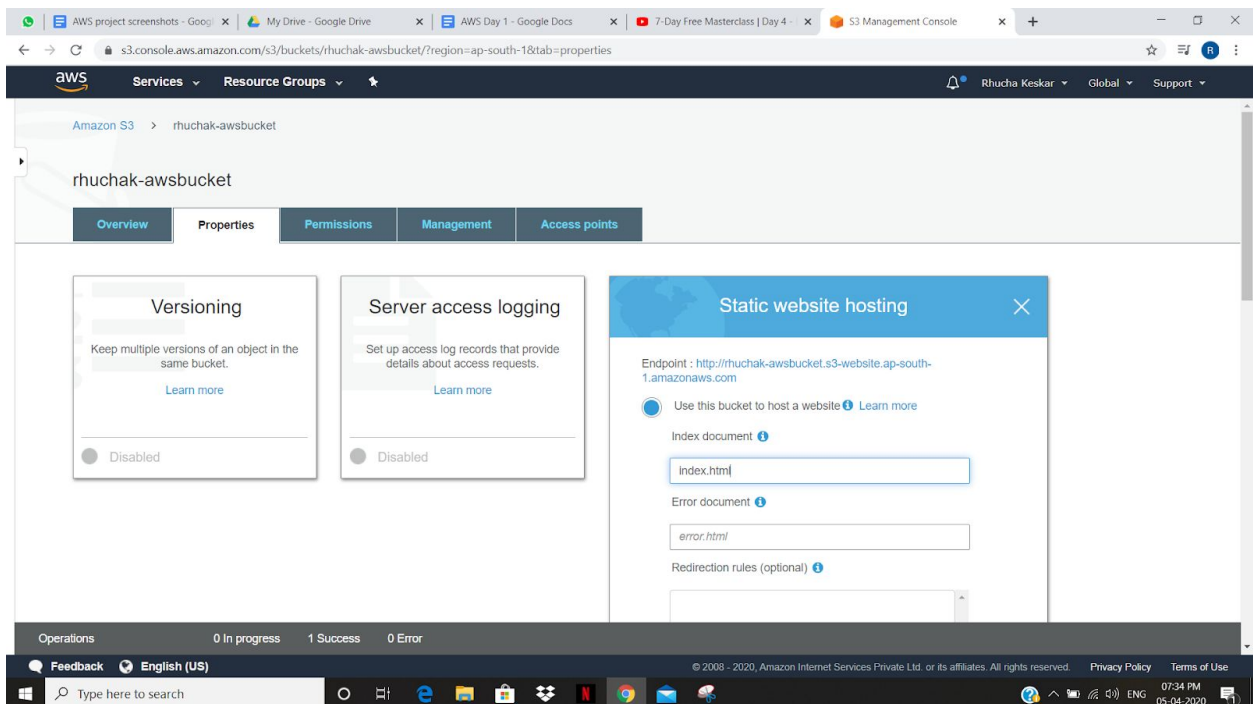 AWS project screenshots - Googl
My Drive - Google Drive
AWS Day 1 - Google Docs
7-Day Free Masterclass | Day 4 -
S3 Management Console
s3.console.aws.amazon.com/s3/buckets/rhuchak-awsbucket/?region=ap-south-1&tab=properties
R
aws
Services
Resource Groups
Rhucha Keskar
Global
Support
Amazon S3 > rhuchak-awsbucket
rhuchak-awsbucket
Overview
Properties
Permissions
Management
Access points
Versioning
Keep multiple versions of an object in the
same bucket.
Learn more
Disabled
Server access logging
Set up access log records that provide
details about access requests.
Learn more
Disabled
Static website hosting
Endpoint : http://rhuchak-awsbucket.s3-website.ap-south-
1.amazonaws.com
Use this bucket to host a website Learn more
Index document
index.html
Error document
error.html
Redirection rules (optional)
Operations
0 In progress
1 Success
0 Error
Feedback
English (US)
© 2008 - 2020, Amazon Internet Services Private Ltd. or its affiliates. All rights reserved.
Privacy Policy
Terms of Use
Type here to search
N
ENG
07:34 PM
05-04-2020
1